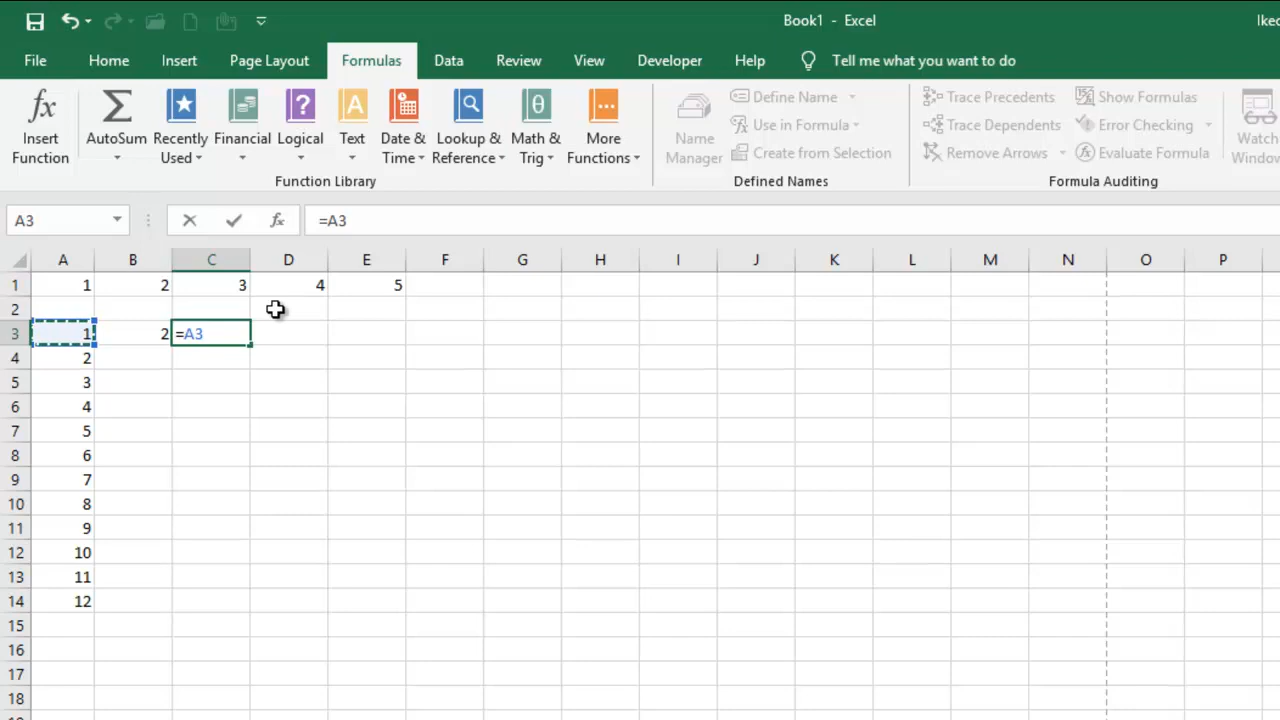 Book1 - Excel
Iked
File Home Insert Page Layout Formulas Data Review View Developer Help Tell me what you want to do
fx Insert Function
AutoSum
Recently Used
Financial
Logical
Text
Date & Time
Lookup & Reference
Math & Trig
More Functions
Function Library
Name Manager
Define Name
Use in Formula
Create from Selection
Defined Names
Trace Precedents
Trace Dependents
Remove Arrows
Show Formulas
Error Checking
Evaluate Formula
Watch
Window
Formula Auditing
A3 fx =A3
A B C D E F G H I J K L M N O P
1 1 2 3 4 5
2
3 1 2 =A3
4 2
5 3
6 4
7 5
8 6
9 7
10 8
11 9
12 10
13 11
14 12
15
16
17
18